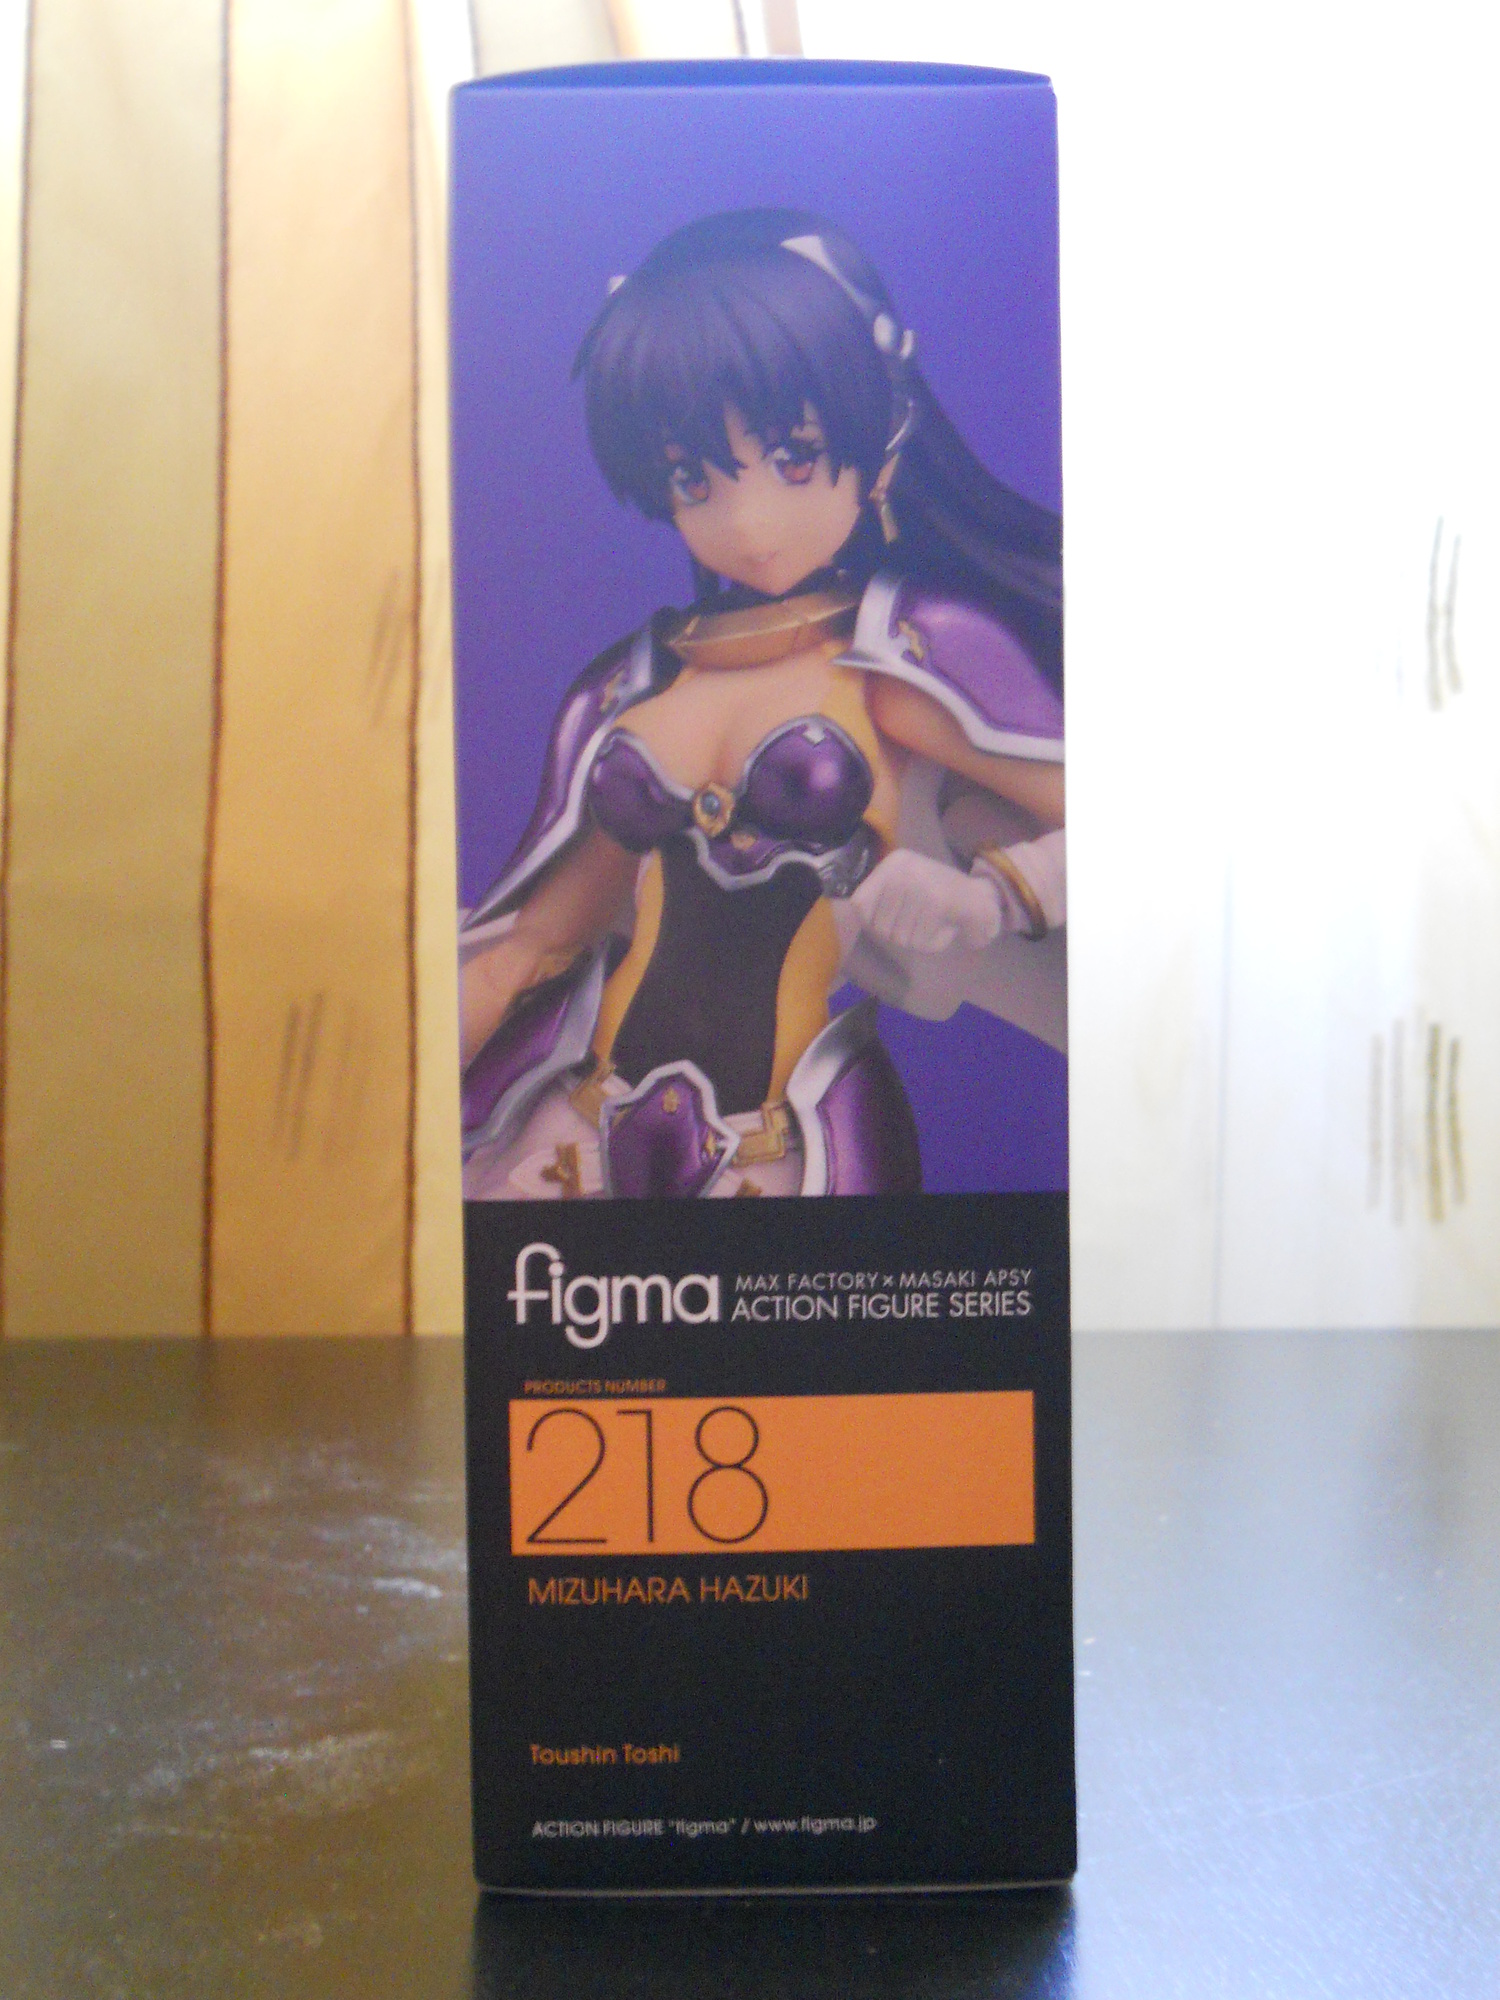 figma
MAX FACTORY × MASAKI APSY
ACTION FIGURE SERIES
PRODUCTS NUMBER
218
MIZUHARA HAZUKI
Toushin Toshi
ACTION FIGURE "figma" / www.figma.jp